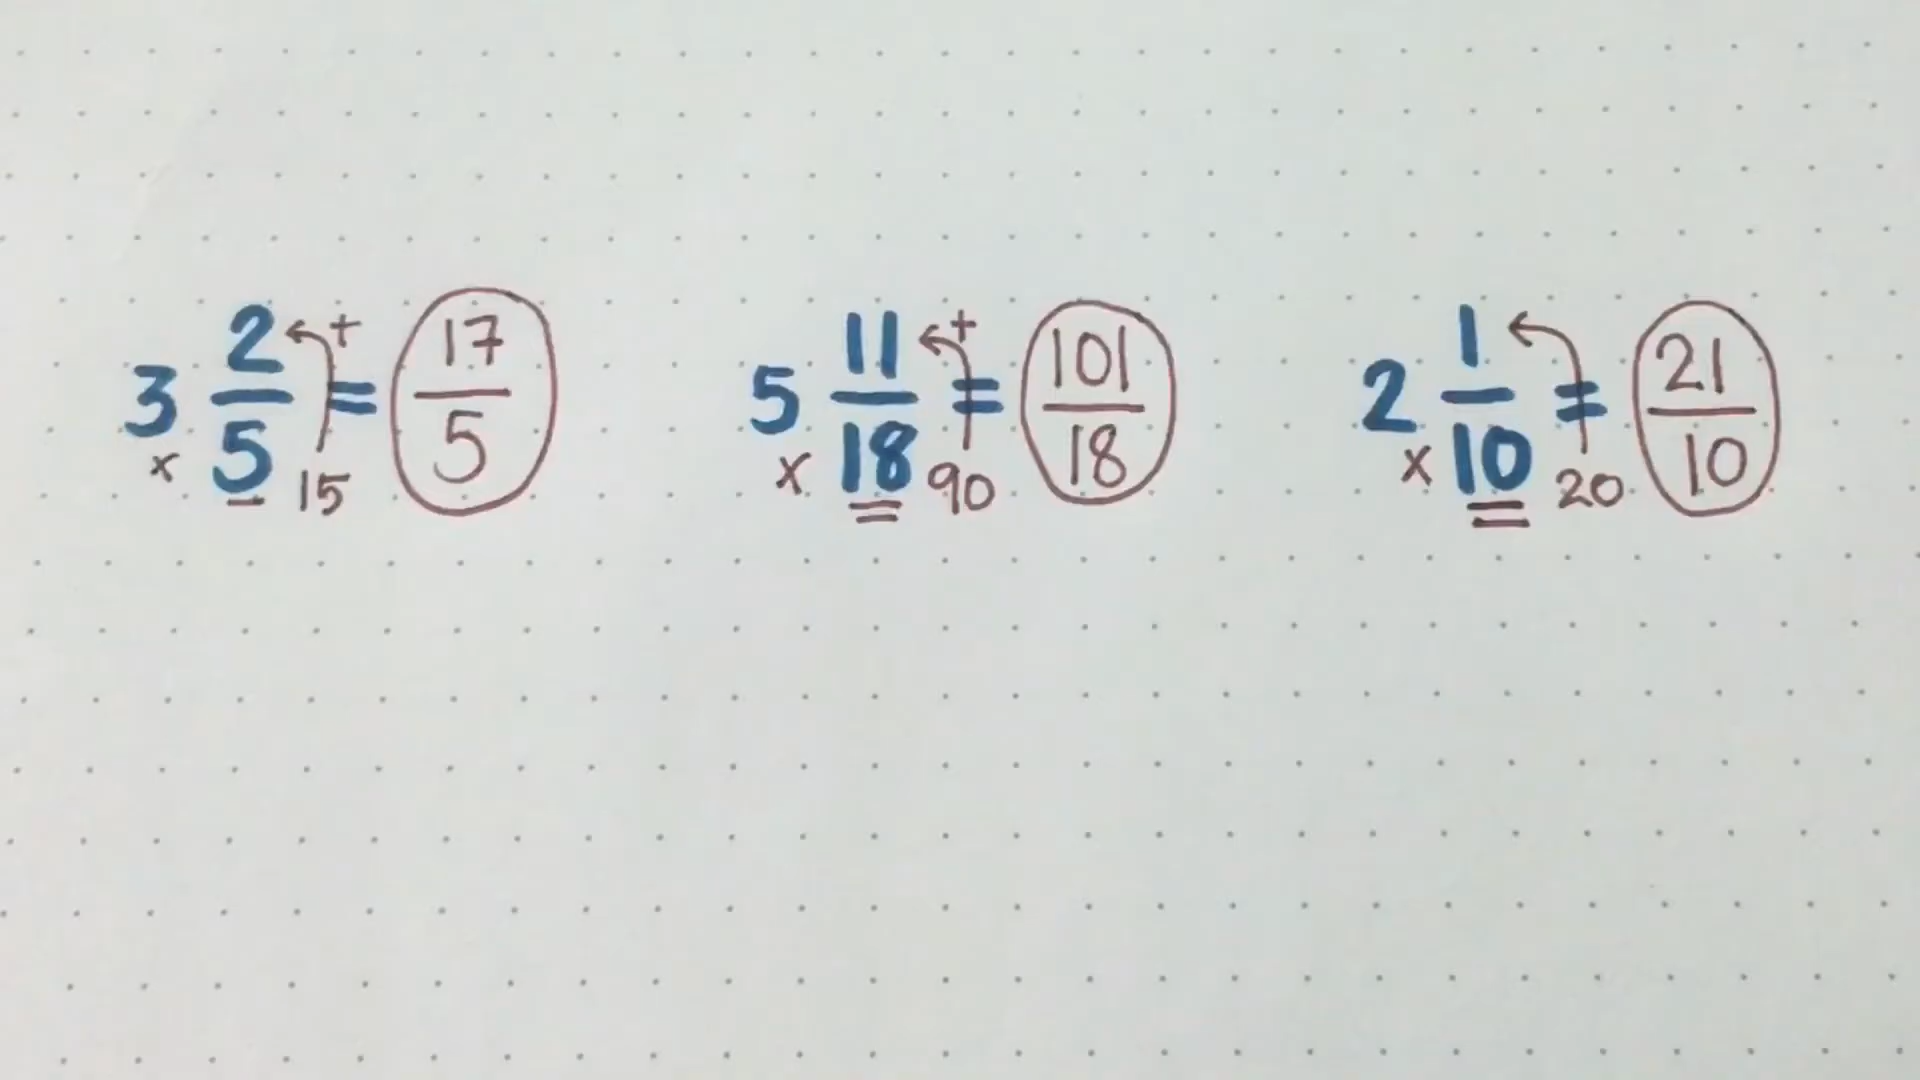 3 2/5 + = 17/5
x 15
5 11/18 + = 101/18
x 90
2 1/10 = 21/10
x 20